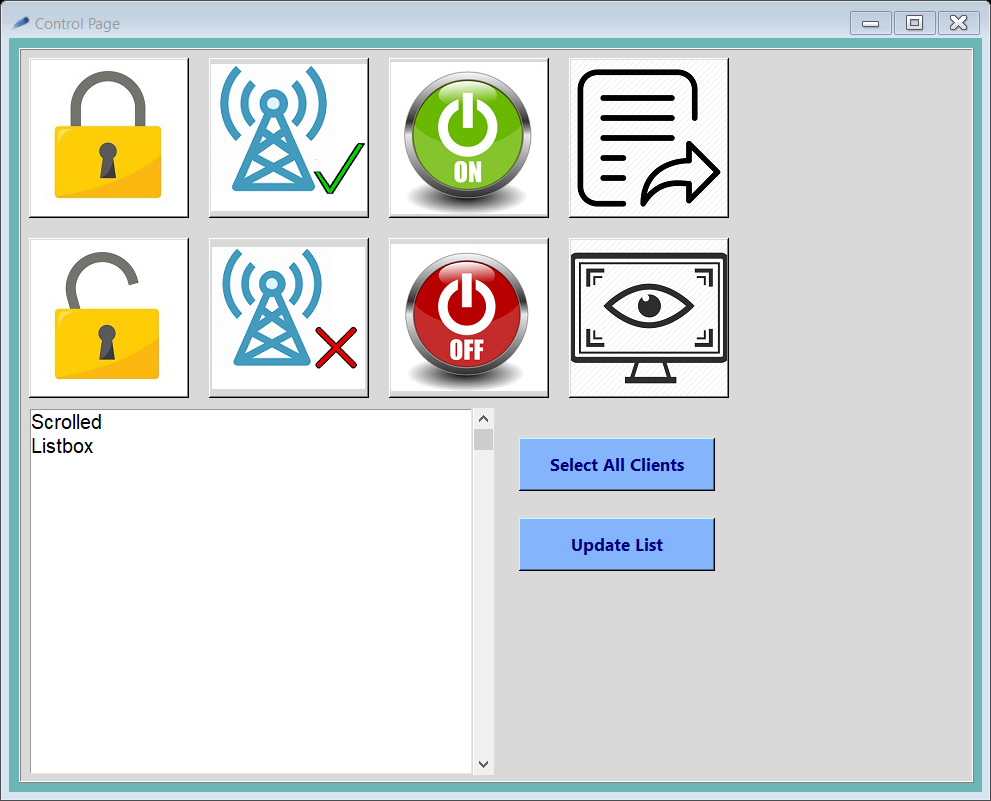 Control Page
ON
OFF
Scrolled
Listbox
Select All Clients
Update List